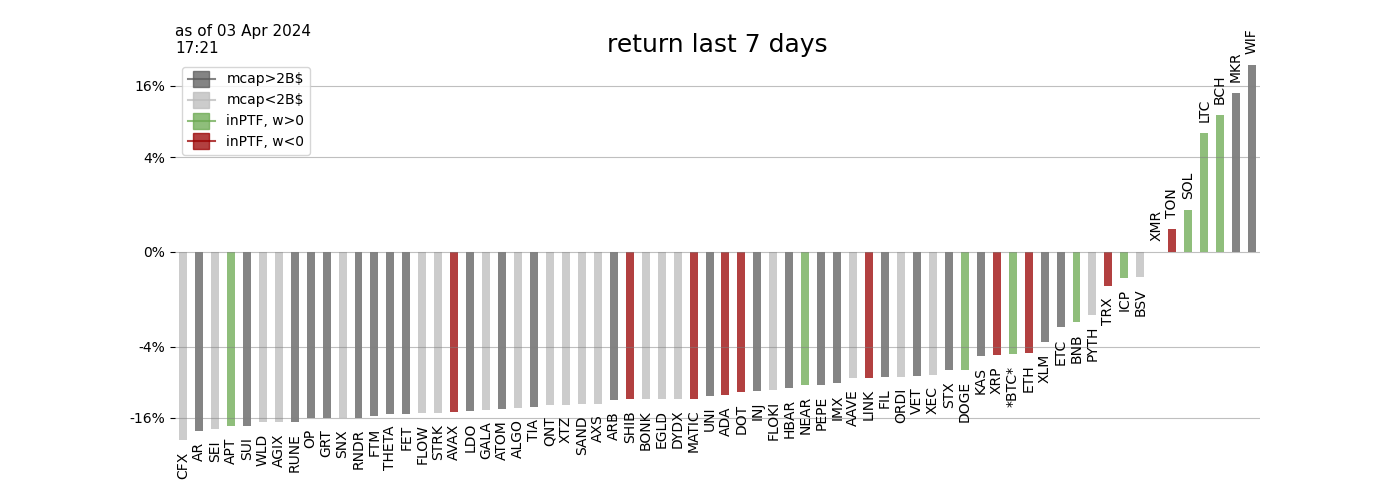 as of 03 Apr 2024
17:21
return last 7 days
mcap>2B$
mcap<2B$
inPTF, w>0
inPTF, w<0
16%
4%
0%
-4%
-16%
CFX
AR
SEI
APT
SUI
WLD
AGIX
RUNE
OP
GRT
SNX
RNDR
FTM
THETA
FET
FLOW
STRK
AVAX
LDO
GALA
ATOM
ALGO
TIA
QNT
XTZ
SAND
AXS
ARB
SHIB
BONK
EGLD
DYDX
MATIC
UNI
ADA
DOT
INJ
FLOKI
HBAR
NEAR
PEPE
IMX
AAVE
LINK
FIL
ORDI
VET
XEC
STX
DOGE
KAS
XRP
*BTC*
ETH
XLM
ETC
BNB
PYTH
TRX
ICP
BSV
XMR
TON
SOL
LTC
BCH
MKR
WIF